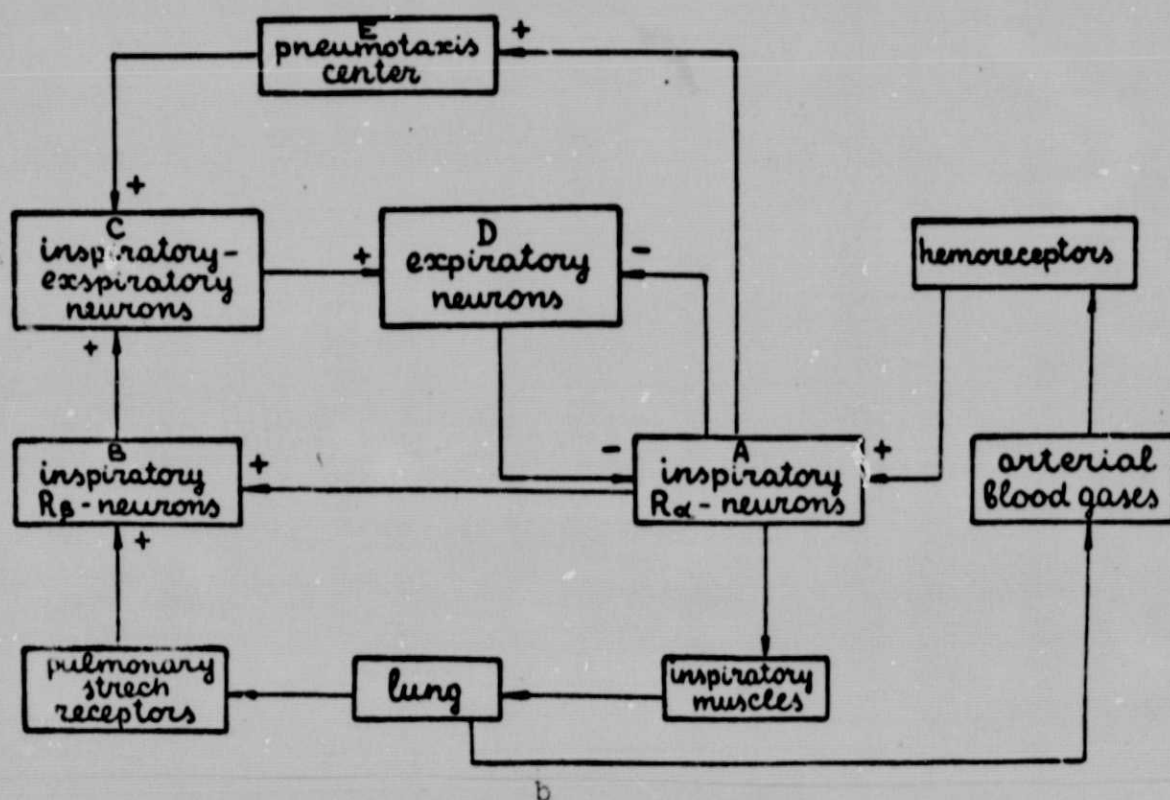 E
pneumotaxis
center
+
+
C
inspiratory-
exspiratory
neurons
+
D
expiratory
neurons
-
hemoreceptors
+
B
inspiratory
Rβ-neurons
+
-
A
inspiratory
Rα-neurons
+
arterial
blood gases
+
pulmonary
strech
receptors
lung
inspiratory
muscles
b